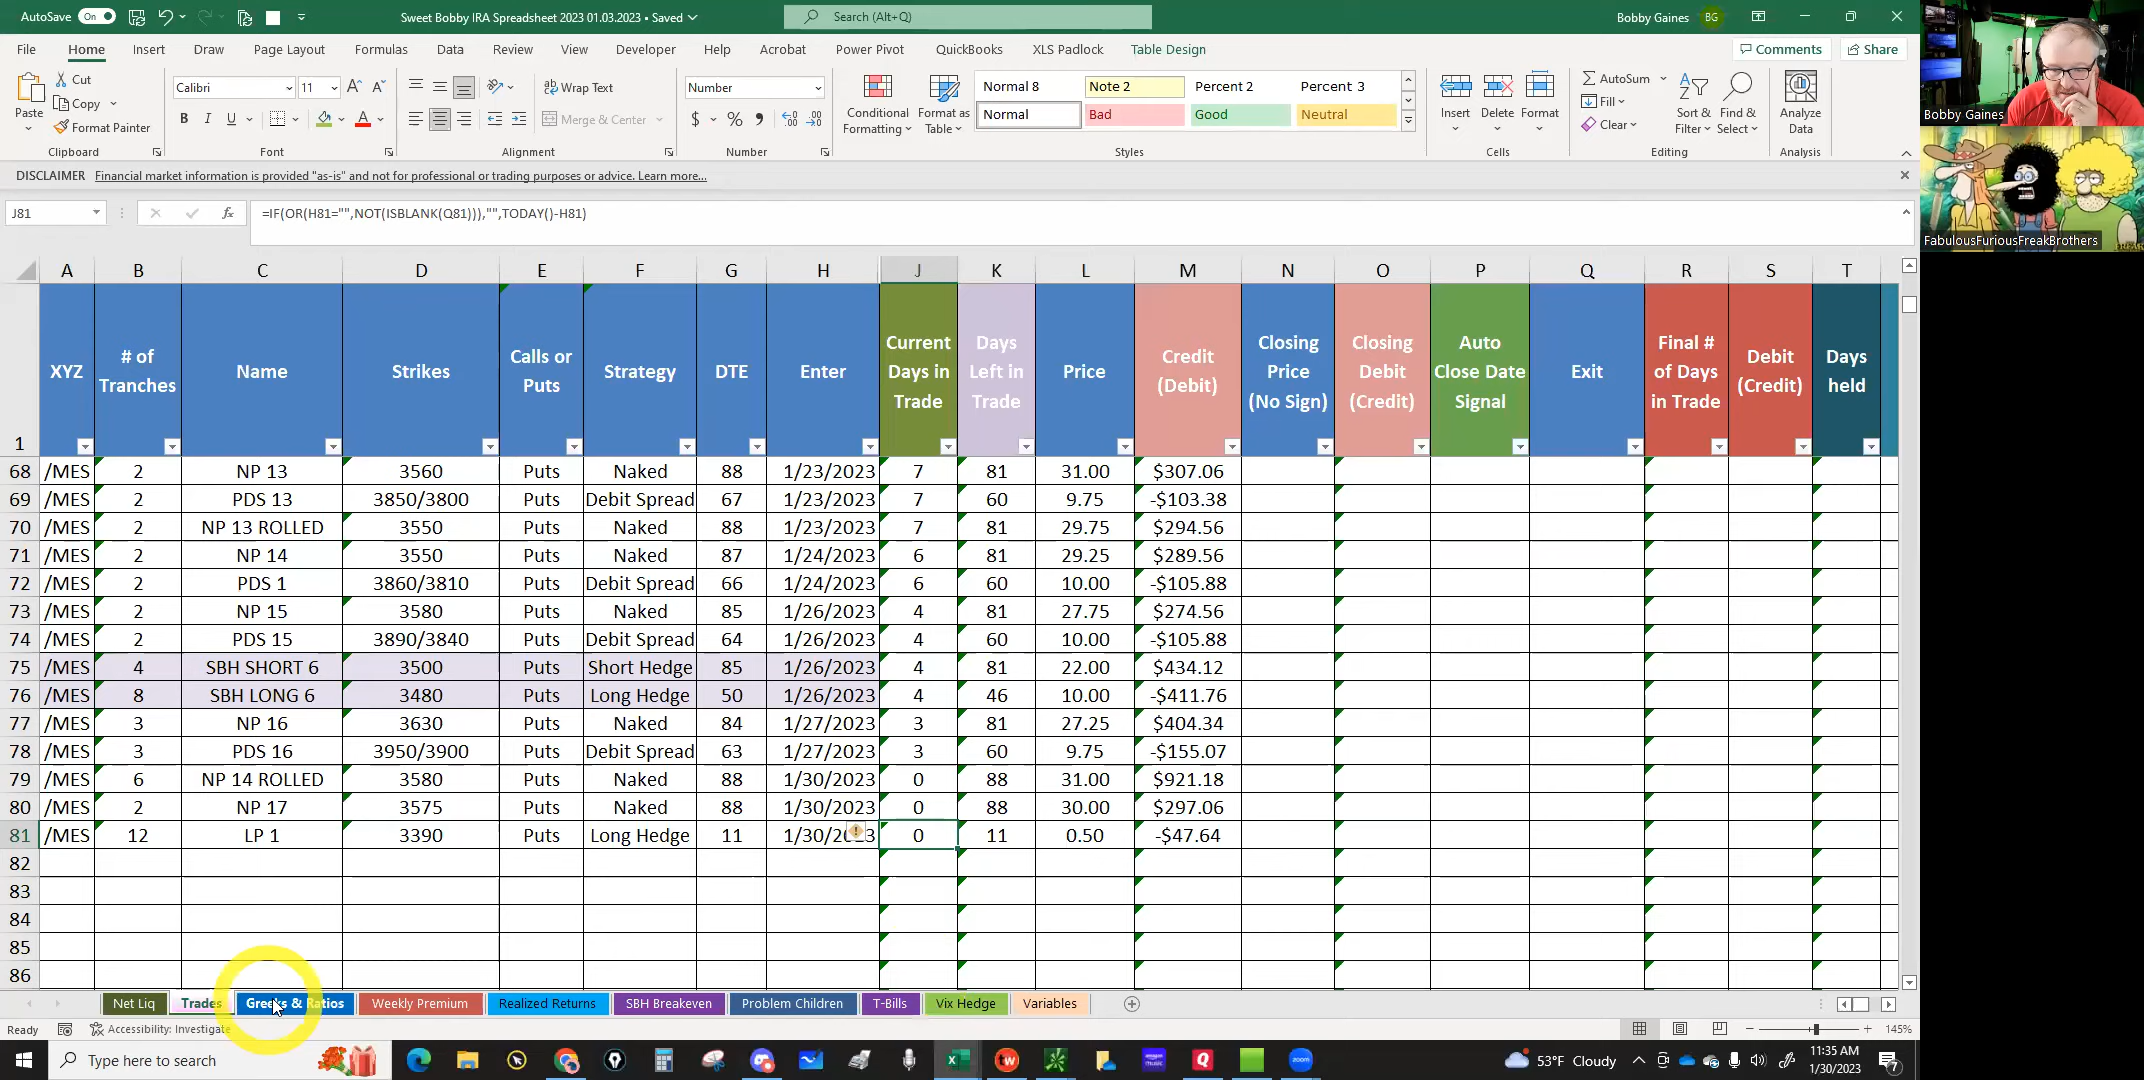 AutoSave On Sweet Bobby IRA Spreadsheet 2023 01.03.2023 • Saved Search (Alt+Q) Bobby Gaines BG
File Home Insert Draw Page Layout Formulas Data Review View Developer Help Acrobat Power Pivot QuickBooks XLS Padlock Table Design Comments Share
Paste Cut Copy Format Painter Clipboard
Calibri 11 B I U Font
Wrap Text Merge & Center Alignment
Number $ % Number
Conditional Formatting Format as Table Normal 8 Note 2 Percent 2 Percent 3 Normal Bad Good Neutral Styles
Insert Delete Format Cells
AutoSum Fill Clear Sort & Filter Find & Select Editing
Analyze Data Analysis
DISCLAIMER Financial market information is provided "as-is" and not for professional or trading purposes or advice. Learn more...
J81 fx =IF(OR(H81="",NOT(ISBLANK(Q81))),"",TODAY()-H81)
A B C D E F G H J K L M N O P Q R S T
1 XYZ # of Tranches Name Strikes Calls or Puts Strategy DTE Enter Current Days in Trade Days Left in Trade Price Credit (Debit) Closing Price (No Sign) Closing Debit (Credit) Auto Close Date Signal Exit Final # of Days in Trade Debit (Credit) Days held
68 /MES 2 NP 13 3560 Puts Naked 88 1/23/2023 7 81 31.00 $307.06
69 /MES 2 PDS 13 3850/3800 Puts Debit Spread 67 1/23/2023 7 60 9.75 -$103.38
70 /MES 2 NP 13 ROLLED 3550 Puts Naked 88 1/23/2023 7 81 29.75 $294.56
71 /MES 2 NP 14 3550 Puts Naked 87 1/24/2023 6 81 29.25 $289.56
72 /MES 2 PDS 1 3860/3810 Puts Debit Spread 66 1/24/2023 6 60 10.00 -$105.88
73 /MES 2 NP 15 3580 Puts Naked 85 1/26/2023 4 81 27.75 $274.56
74 /MES 2 PDS 15 3890/3840 Puts Debit Spread 64 1/26/2023 4 60 10.00 -$105.88
75 /MES 4 SBH SHORT 6 3500 Puts Short Hedge 85 1/26/2023 4 81 22.00 $434.12
76 /MES 8 SBH LONG 6 3480 Puts Long Hedge 50 1/26/2023 4 46 10.00 -$411.76
77 /MES 3 NP 16 3630 Puts Naked 84 1/27/2023 3 81 27.25 $404.34
78 /MES 3 PDS 16 3950/3900 Puts Debit Spread 63 1/27/2023 3 60 9.75 -$155.07
79 /MES 6 NP 14 ROLLED 3580 Puts Naked 88 1/30/2023 0 88 31.00 $921.18
80 /MES 2 NP 17 3575 Puts Naked 88 1/30/2023 0 88 30.00 $297.06
81 /MES 12 LP 1 3390 Puts Long Hedge 11 1/30/2023 0 11 0.50 -$47.64
82
83
84
85
86
Net Liq Trades Greeks & Ratios Weekly Premium Realized Returns SBH Breakeven Problem Children T-Bills Vix Hedge Variables
Ready Accessibility: Investigate 145%
Type here to search 53°F Cloudy 11:35 AM
1/30/2023
Bobby Gaines
FabulousFuriousFreakBrothers